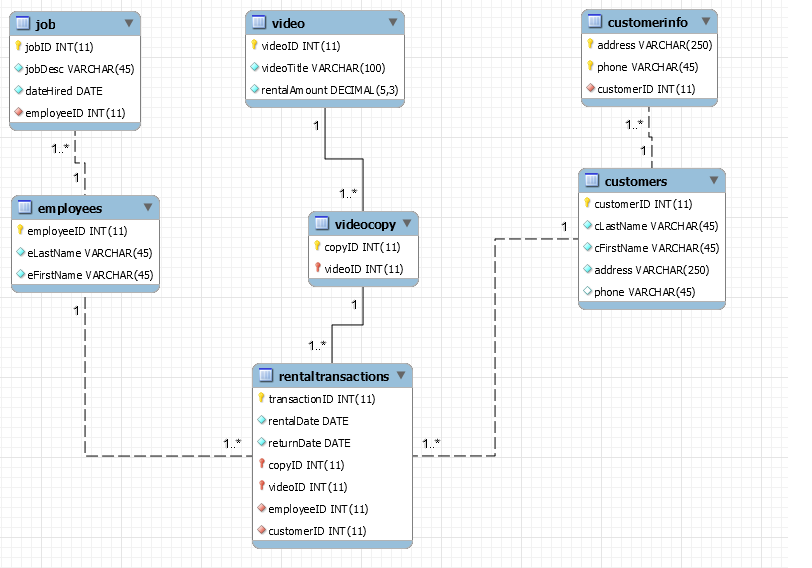 job
jobID INT(11)
jobDesc VARCHAR(45)
dateHired DATE
employeeID INT(11)
video
videoID INT(11)
videoTitle VARCHAR(100)
rentalAmount DECIMAL(5,3)
customerinfo
address VARCHAR(250)
phone VARCHAR(45)
customerID INT(11)
1..*
1
1
1..*
1..*
1
employees
employeeID INT(11)
eLastName VARCHAR(45)
eFirstName VARCHAR(45)
videocopy
copyID INT(11)
videoID INT(11)
customers
customerID INT(11)
cLastName VARCHAR(45)
cFirstName VARCHAR(45)
address VARCHAR(250)
phone VARCHAR(45)
1
1
1..*
1
1..*
1..*
rentaltransactions
transactionID INT(11)
rentalDate DATE
returnDate DATE
copyID INT(11)
videoID INT(11)
employeeID INT(11)
customerID INT(11)